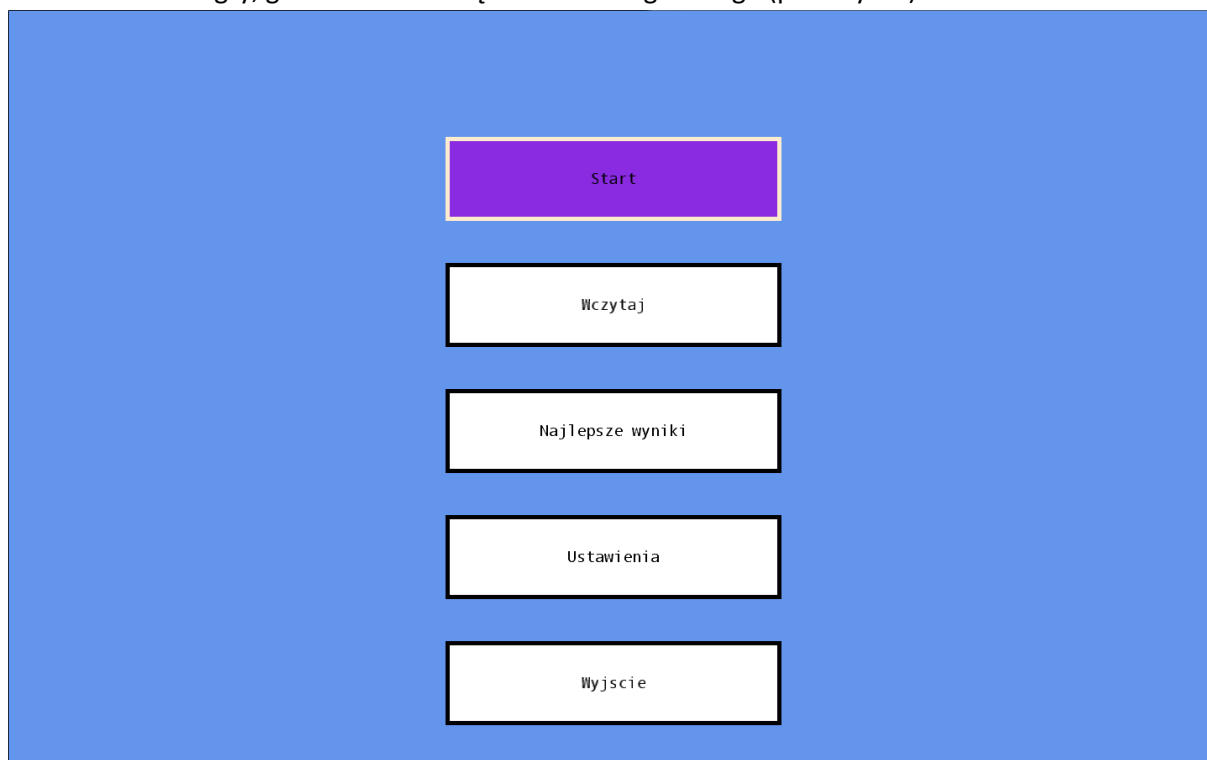 Start
Wczytaj
Najlepsze wyniki
Ustawienia
Wyjscie